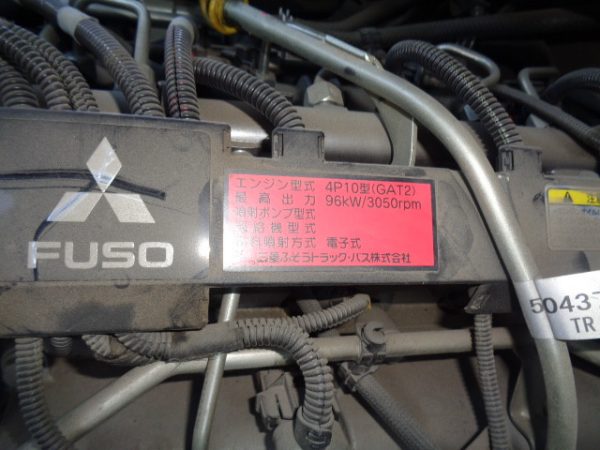 FUSO
エンジン型式 4P10型(GAT2)
最高出力 96kW/3050rpm
噴射ポンプ型式
給機型式
料噴射方式 電子式
三菱ふそうトラック・バス株式会社
注意
5043
TR